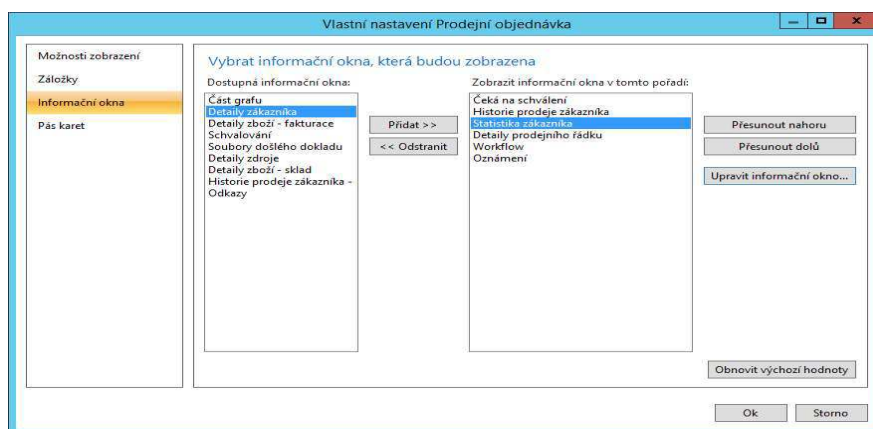 Vlastní nastavení Prodejní objednávka
Možnosti zobrazení
Záložky
Informační okna
Pás karet
Vybrat informační okna, která budou zobrazena
Dostupná informační okna:
Část grafu
Detaily zákazníka
Detaily zboží - fakturace
Schvalování
Soubory došlého dokladu
Detaily zdroje
Detaily zboží - sklad
Historie prodeje zákazníka -
Odkazy
Přidat >>
<< Odstranit
Zobrazit informační okna v tomto pořadí:
Čeká na schválení
Historie prodeje zákazníka
Statistika zákazníka
Detaily prodejního řádku
Workflow
Oznámení
Přesunout nahoru
Přesunout dolů
Upravit informační okno...
Obnovit výchozí hodnoty
Ok
Storno